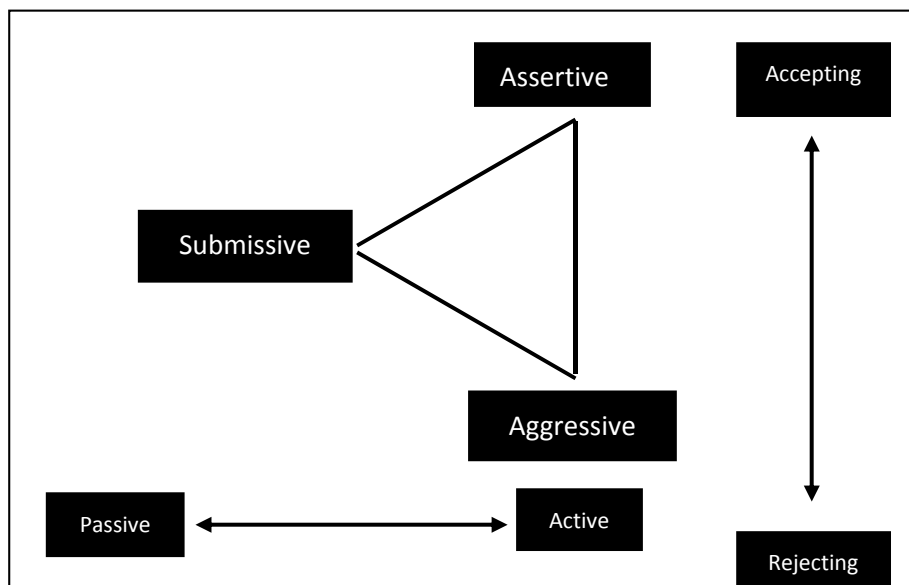 Assertive
Accepting
Submissive
Aggressive
Passive
Active
Rejecting